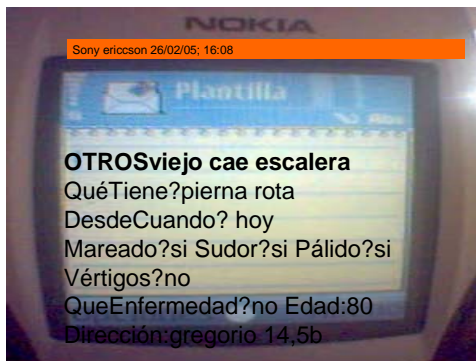 NOKIA
Sony ericcson 26/02/05; 16:08
Plantilla
Abc
OTROSviejo cae escalera
QuéTiene?pierna rota
DesdeCuando? hoy
Mareado?si Sudor?si Pálido?si
Vértigos?no
QueEnfermedad?no Edad:80
Dirección:gregorio 14,5b